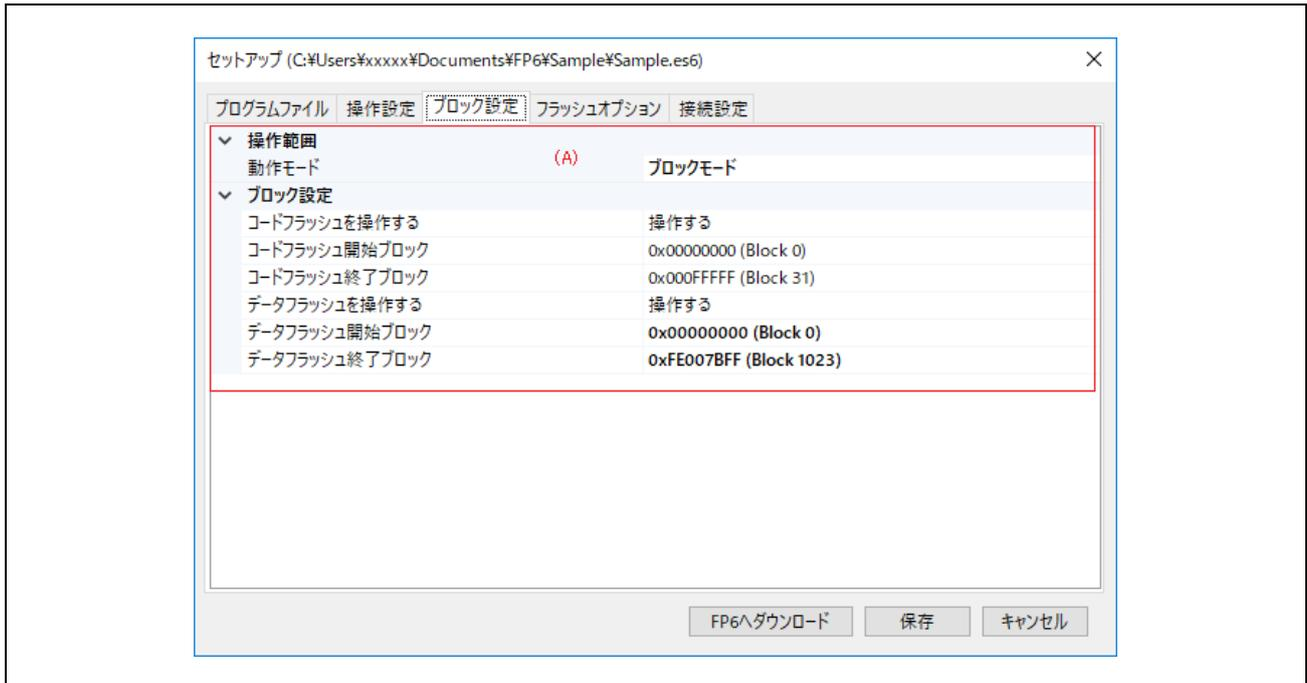 セットアップ (C:¥Users¥xxxxx¥Documents¥FP6¥Sample¥Sample.es6)
プログラムファイル 操作設定 ブロック設定 フラッシュオプション 接続設定
操作範囲
(A)
動作モード ブロックモード
ブロック設定
コードフラッシュを操作する 操作する
コードフラッシュ開始ブロック 0x00000000 (Block 0)
コードフラッシュ終了ブロック 0x000FFFFF (Block 31)
データフラッシュを操作する 操作する
データフラッシュ開始ブロック 0x00000000 (Block 0)
データフラッシュ終了ブロック 0xFE007BFF (Block 1023)
FP6へダウンロード 保存 キャンセル